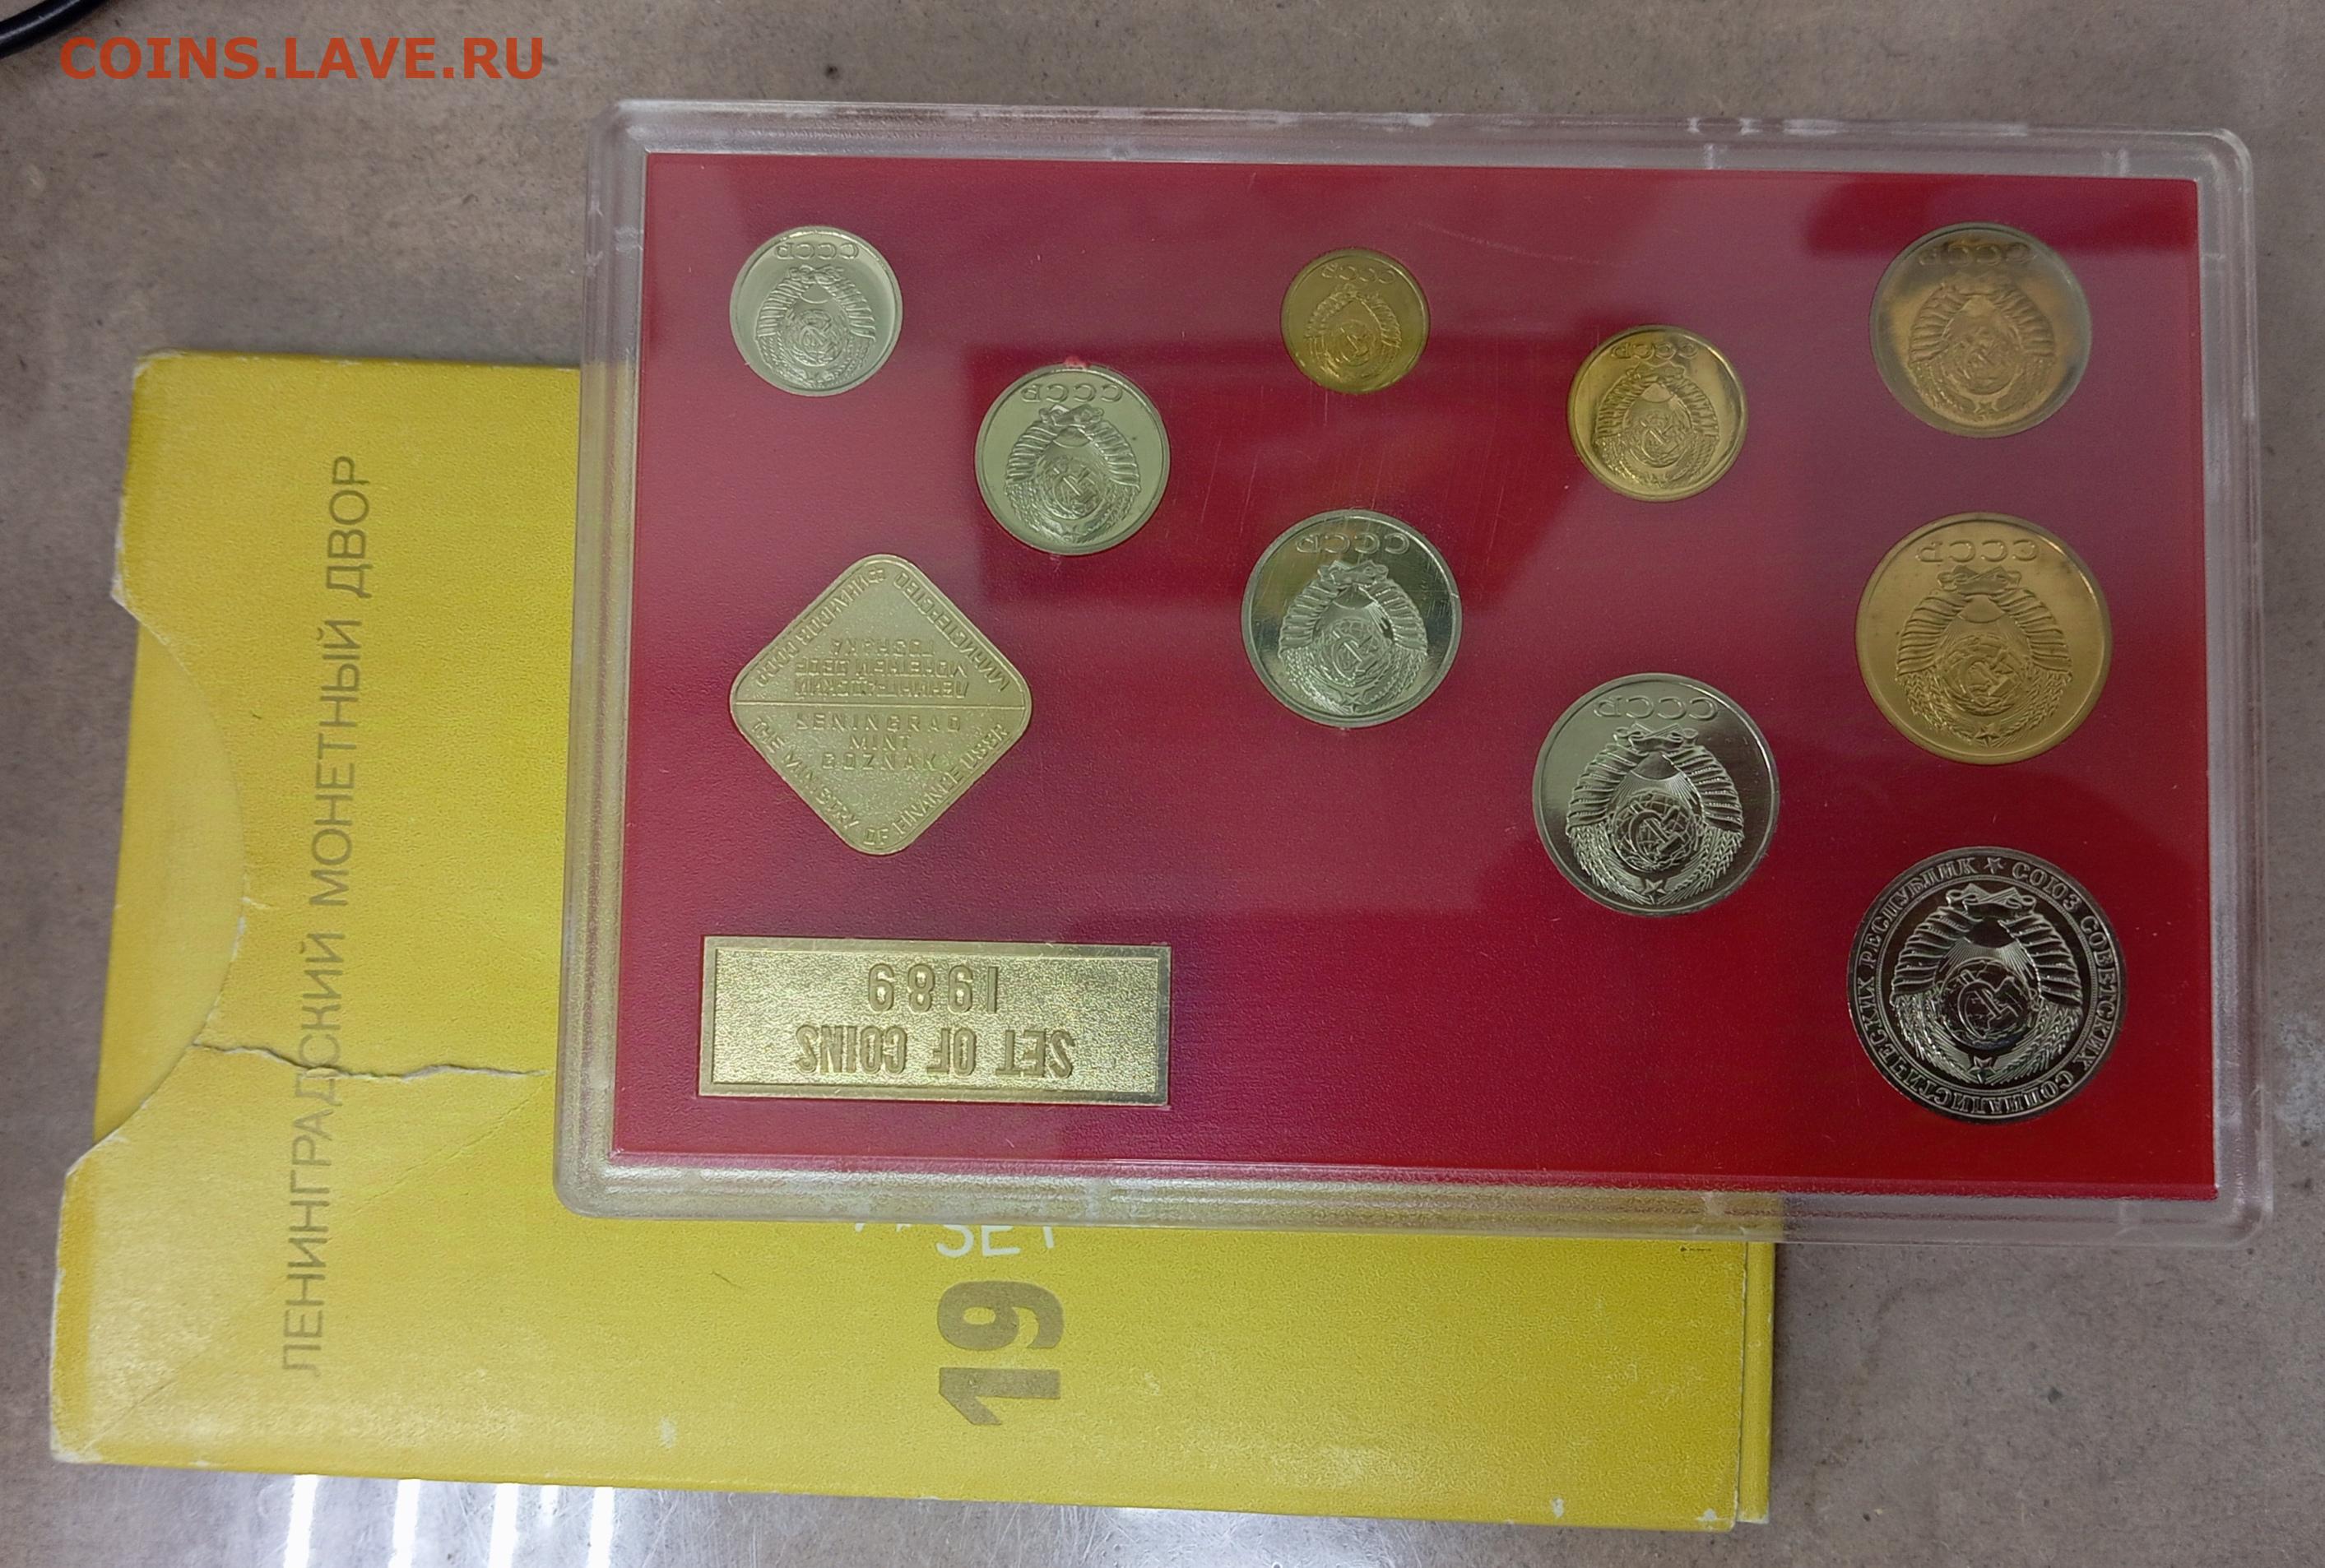 COINS.LAVE.RU
СССР
СССР
СССР
СССР
СССР
СССР
СССР
СССР
СОЮЗ СОВЕТСКИХ СОЦИАЛИСТИЧЕСКИХ РЕСПУБЛИК
МИНИСТЕРСТВО ФИНАНСОВ СССР
ЛЕНИНГРАДСКИЙ
МОНЕТНЫЙ ДВОР
ГОЗНАКА
LENINGRAD
MINT
GOZNAK
THE MINISTRY OF FINANCE USSR
SET OF COINS
1989
ЛЕНИНГРАДСКИЙ МОНЕТНЫЙ ДВОР
SET
19